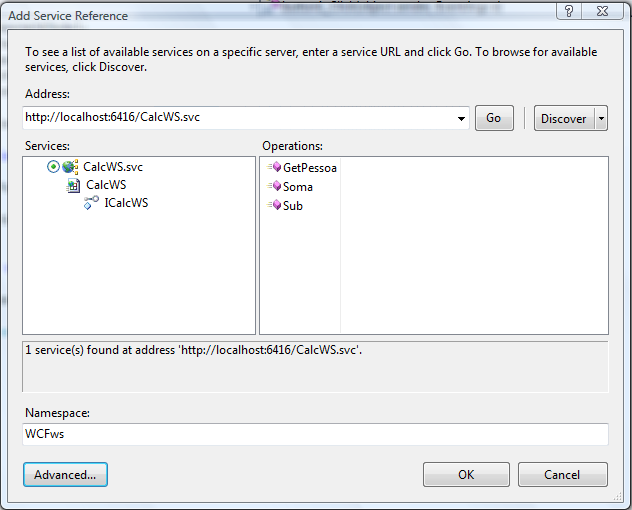 Add Service Reference
To see a list of available services on a specific server, enter a service URL and click Go. To browse for available
services, click Discover.
Address:
http://localhost:6416/CalcWS.svc
Go
Discover
Services:
Operations:
CalcWS.svc
CalcWS
ICalcWS
GetPessoa
Soma
Sub
1 service(s) found at address 'http://localhost:6416/CalcWS.svc'.
Namespace:
WCFws
Advanced...
OK
Cancel